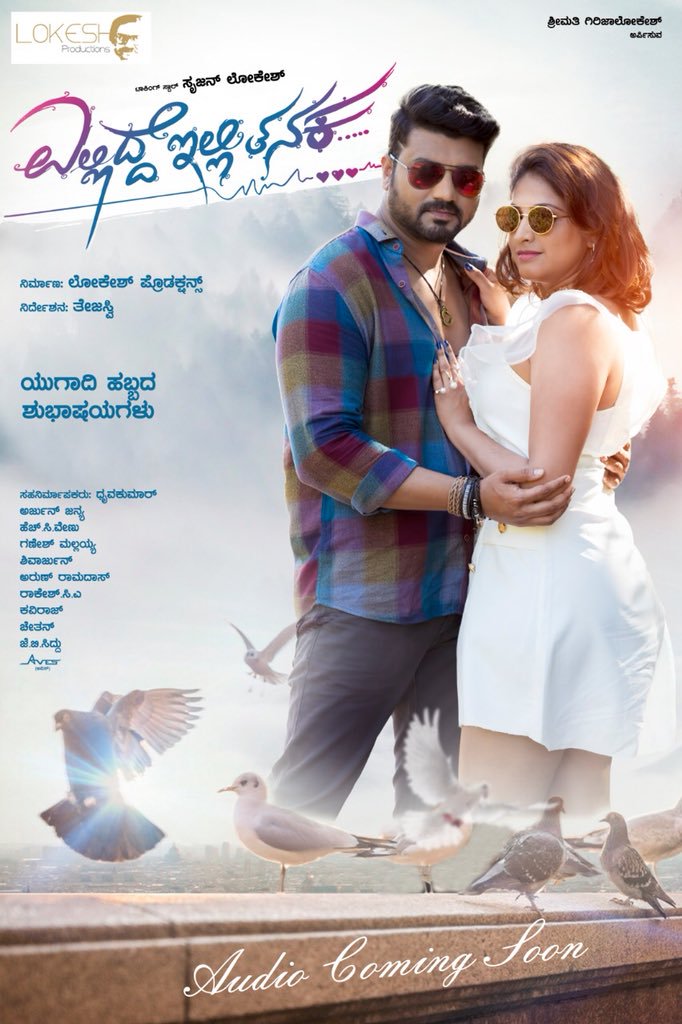 LOKESH
Productions
ಶ್ರೀಮತಿ ಗಿರಿಜಾಲೋಕೇಶ್
ಅರ್ಪಿಸುವ
ಟಾಕಿಂಗ್ ಸ್ಟಾರ್ ಸೃಜನ್ ಲೋಕೇಶ್
ಎಲ್ಲಿದ್ದೆ ಇಲ್ಲಿ ತನಕ.....
ನಿರ್ಮಾಣ: ಲೋಕೇಶ್ ಪ್ರೊಡಕ್ಷನ್ಸ್
ನಿರ್ದೇಶನ: ತೇಜಸ್ವಿ
ಯುಗಾದಿ ಹಬ್ಬದ
ಶುಭಾಷಯಗಳು
ಸಹನಿರ್ಮಾಪಕರು: ಧೃವಕುಮಾರ್
ಅರ್ಜುನ್ ಜನ್ಯ
ಹೆಚ್.ಸಿ.ವೇಣು
ಗಣೇಶ್ ಮಲ್ಲಯ್ಯ
ಶಿವಾರ್ಜುನ್
ಅರುಣ್ ರಾಮದಾಸ್
ರಾಕೇಶ್.ಸಿ.ಎ
ಕವಿರಾಜ್
ಚೇತನ್
ಜೆ.ಬಿ.ಸಿದ್ದು
AVES
Audio Coming Soon